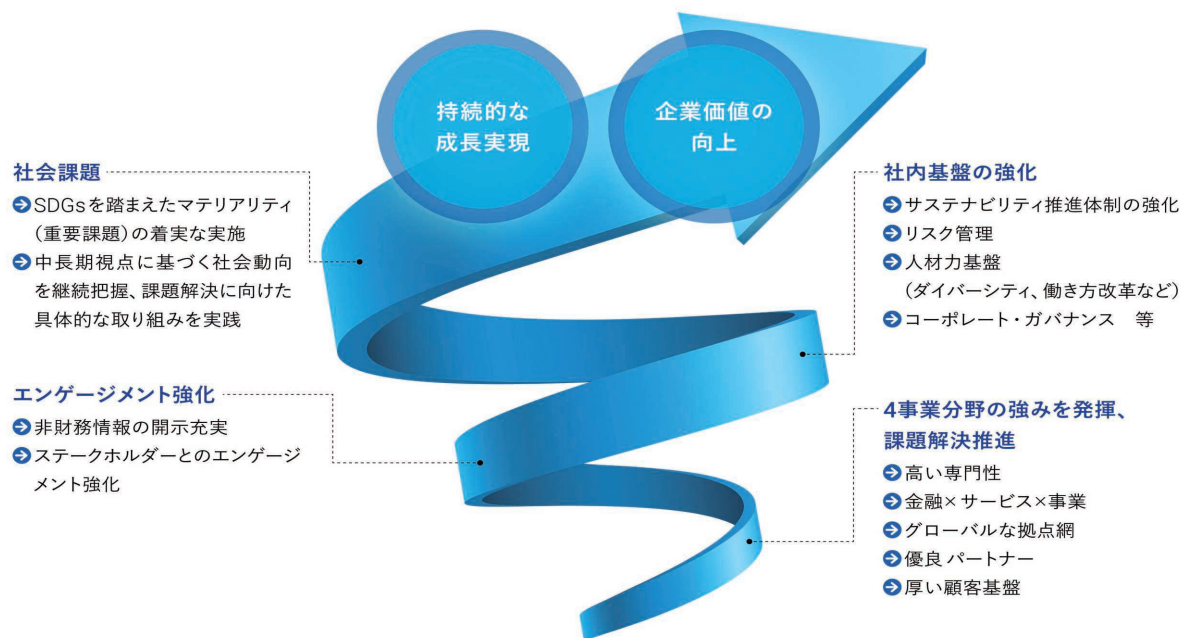 持続的な
成長実現
企業価値の
向上
社会課題
SDGsを踏まえたマテリアリティ
(重要課題)の着実な実施
中長期視点に基づく社会動向
を継続把握、課題解決に向けた
具体的な取り組みを実践
エンゲージメント強化
非財務情報の開示充実
ステークホルダーとのエンゲージ
メント強化
社内基盤の強化
サステナビリティ推進体制の強化
リスク管理
人材力基盤
(ダイバーシティ、働き方改革など)
コーポレート・ガバナンス 等
4事業分野の強みを発揮、
課題解決推進
高い専門性
金融×サービス×事業
グローバルな拠点網
優良パートナー
厚い顧客基盤